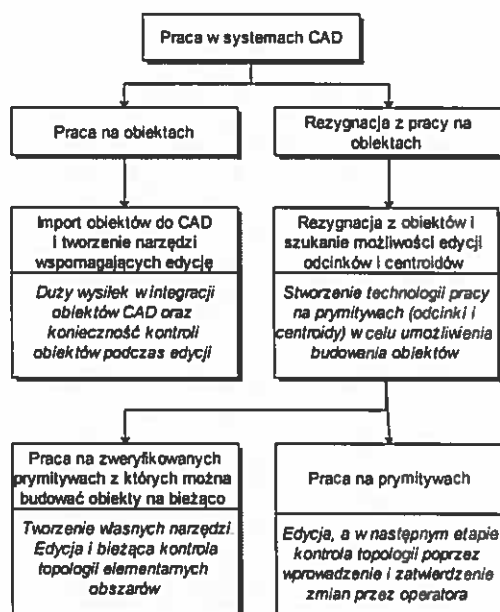 Praca w systemach CAD
Praca na obiektach
Rezygnacja z pracy na
obiektach
Import obiektów do CAD
i tworzenie narzędzi
wspomagających edycję
Duży wysiłek w integracji
obiektów CAD oraz
konieczność kontroli
obiektów podczas edycji
Rezygnacja z obiektów i
szukanie możliwości edycji
odcinków i centroidów
Stworzenie technologii pracy
na prymitywach (odcinki i
centroidy) w celu umożliwienia
budowania obiektów
Praca na zweryfikowanych
prymitywach z których można
budować obiekty na bieżąco
Tworzenie własnych narzędzi.
Edycja i bieżąca kontrola
topologii elementarnych
obszarów
Praca na prymitywach
Edycja, a w następnym etapie
kontrola topologii poprzez
wprowadzenie i zatwierdzenie
zmian przez operatora